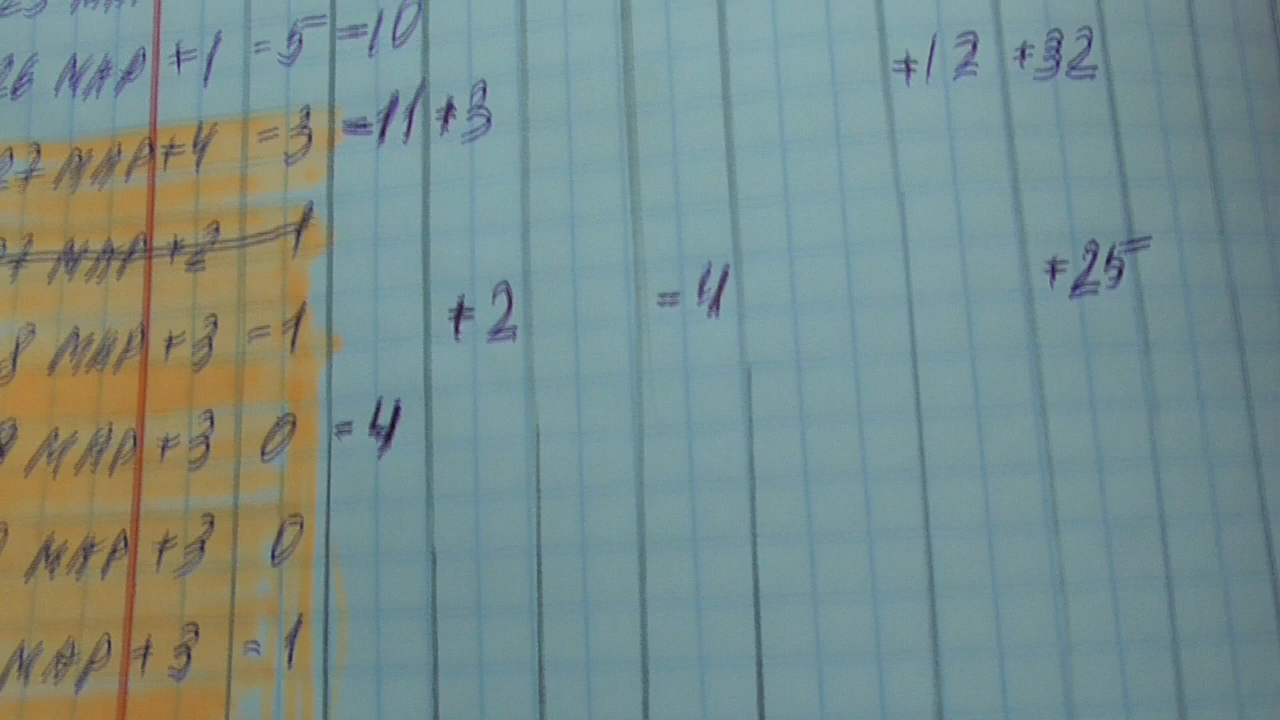 26 МАР +1 =5 =10 +12 +32
27 МАР +4 =3 =11 +3
27 МАР +2 1
8 МАР +3 =1 +2 =4 +25
МАР +3 0 =4
МАР +3 0
МАР +3 =1